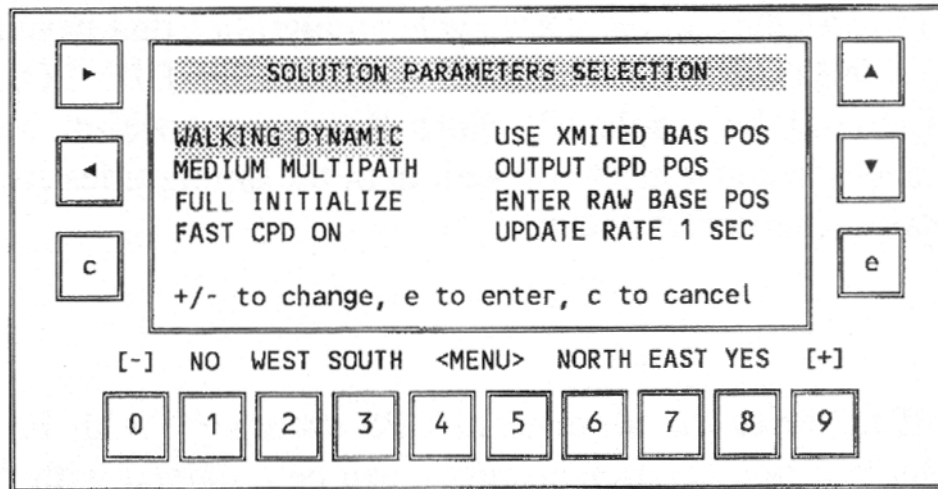 SOLUTION PARAMETERS SELECTION
WALKING DYNAMIC USE XMITED BAS POS
MEDIUM MULTIPATH OUTPUT CPD POS
FULL INITIALIZE ENTER RAW BASE POS
FAST CPD ON UPDATE RATE 1 SEC
c
e
+/- to change, e to enter, c to cancel
[-] NO WEST SOUTH <MENU> NORTH EAST YES [+]
0 1 2 3 4 5 6 7 8 9